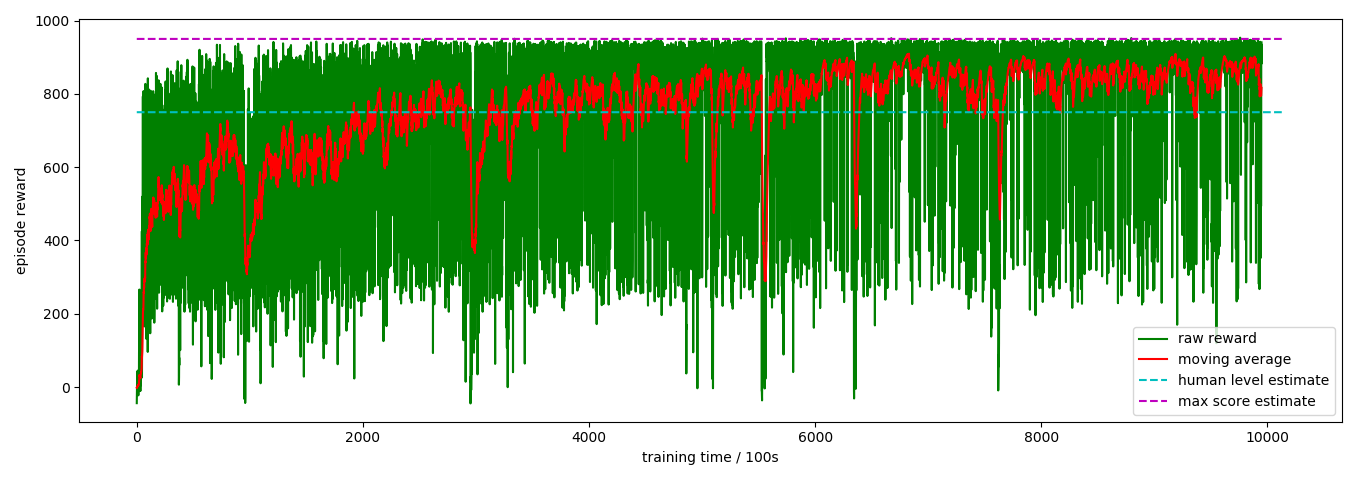 1000
800
600
400
200
0
episode reward
0
2000
4000
6000
8000
10000
training time / 100s
raw reward
moving average
human level estimate
max score estimate